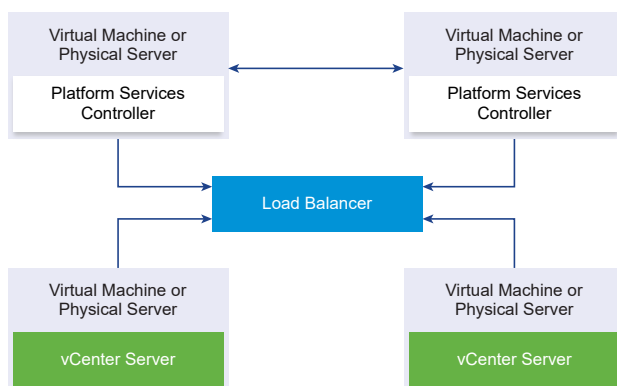 Virtual Machine or
Physical Server
Platform Services
Controller
Virtual Machine or
Physical Server
Platform Services
Controller
Load Balancer
Virtual Machine or
Physical Server
vCenter Server
Virtual Machine or
Physical Server
vCenter Server